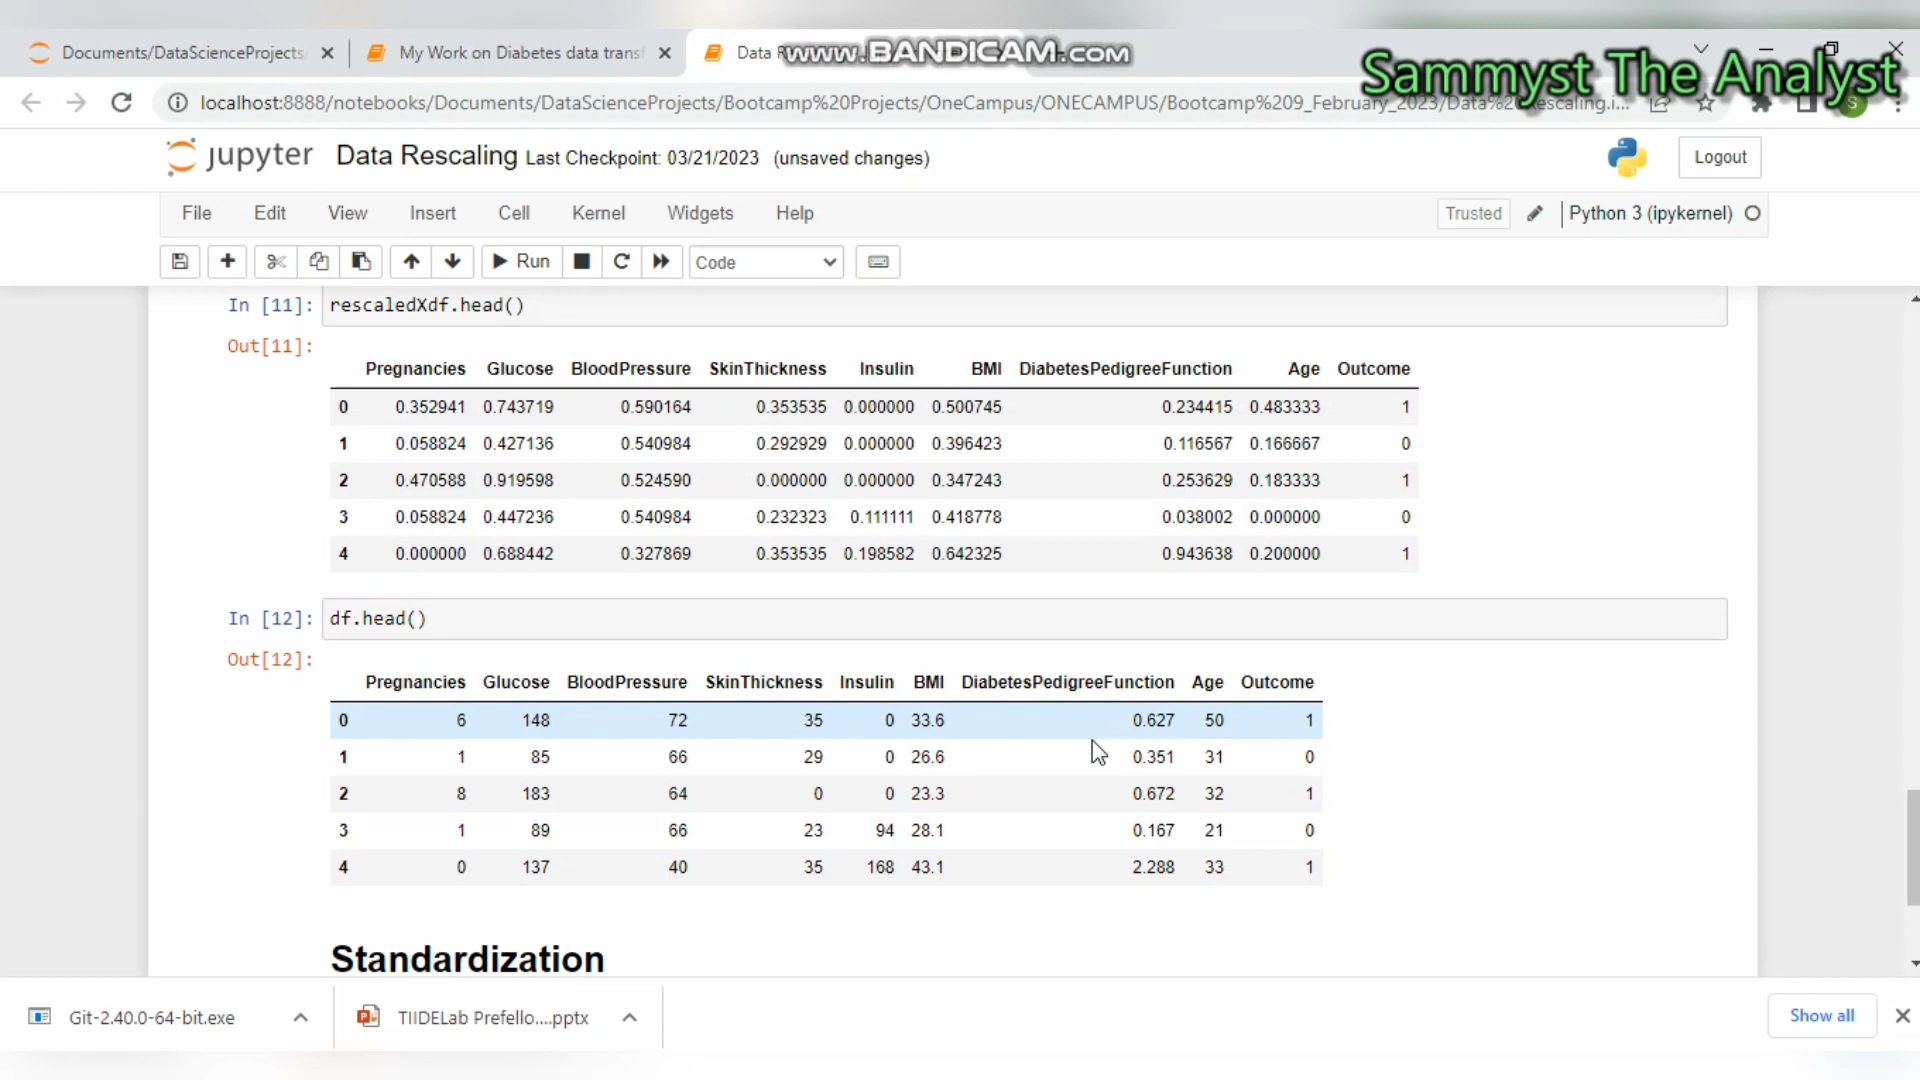 Documents/DataScienceProjects/
My Work on Diabetes data transf
Data
www.BANDICAM.com
Sammyst The Analyst
localhost:8888/notebooks/Documents/DataScienceProjects/Bootcamp%20Projects/OneCampus/ONECAMPUS/Bootcamp%209_February_2023/Data%20Rescaling.i...
S
jupyter Data Rescaling Last Checkpoint: 03/21/2023 (unsaved changes)
Logout
File Edit View Insert Cell Kernel Widgets Help
Trusted
Python 3 (ipykernel)
Run
Code
In [11]: rescaledXdf.head()
Out[11]:
Pregnancies Glucose BloodPressure SkinThickness Insulin BMI DiabetesPedigreeFunction Age Outcome
0 0.352941 0.743719 0.590164 0.353535 0.000000 0.500745 0.234415 0.483333 1
1 0.058824 0.427136 0.540984 0.292929 0.000000 0.396423 0.116567 0.166667 0
2 0.470588 0.919598 0.524590 0.000000 0.000000 0.347243 0.253629 0.183333 1
3 0.058824 0.447236 0.540984 0.232323 0.111111 0.418778 0.038002 0.000000 0
4 0.000000 0.688442 0.327869 0.353535 0.198582 0.642325 0.943638 0.200000 1
In [12]: df.head()
Out[12]:
Pregnancies Glucose BloodPressure SkinThickness Insulin BMI DiabetesPedigreeFunction Age Outcome
0 6 148 72 35 0 33.6 0.627 50 1
1 1 85 66 29 0 26.6 0.351 31 0
2 8 183 64 0 0 23.3 0.672 32 1
3 1 89 66 23 94 28.1 0.167 21 0
4 0 137 40 35 168 43.1 2.288 33 1
Standardization
Git-2.40.0-64-bit.exe
TIIDELab Prefello....pptx
Show all